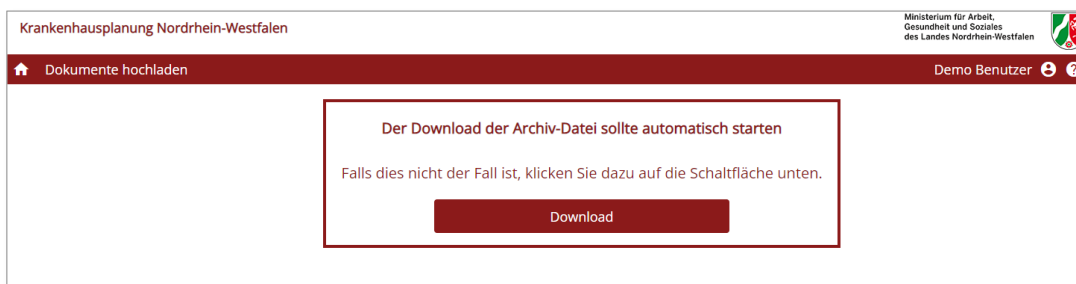 Krankenhausplanung Nordrhein-Westfalen
Ministerium für Arbeit,
Gesundheit und Soziales
des Landes Nordrhein-Westfalen
Dokumente hochladen
Demo Benutzer
Der Download der Archiv-Datei sollte automatisch starten
Falls dies nicht der Fall ist, klicken Sie dazu auf die Schaltfläche unten.
Download